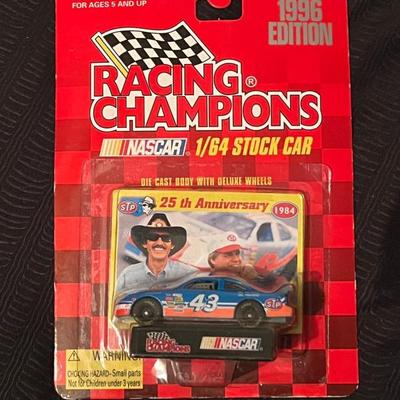 FOR AGES 5 AND UP
1996
EDITION
RACING®
CHAMPIONS
NASCAR® 1/64 STOCK CAR
DIE CAST BODY WITH DELUXE WHEELS
STP
25 th Anniversary
1984
STP
43
STP
WARNING:
CHOKING HAZARD-Small parts
Not for Children under 3 years
NASCAR